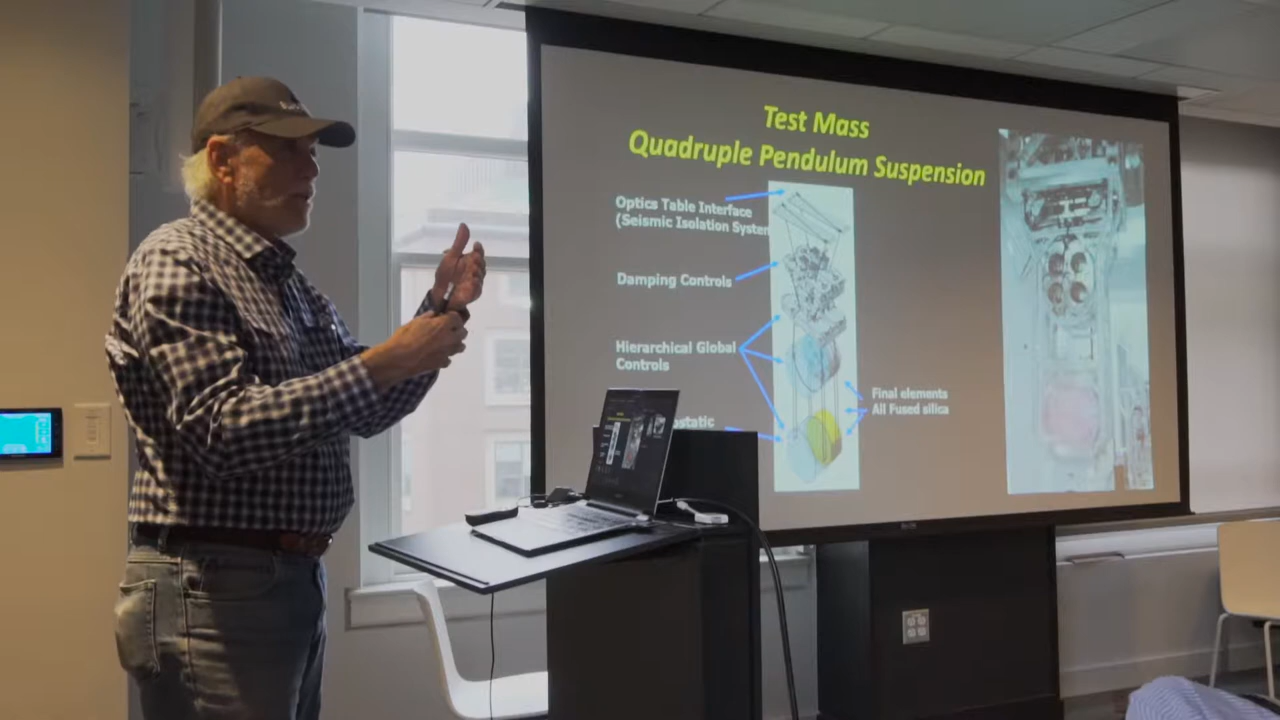 Test Mass
Quadruple Pendulum Suspension
Optics Table Interface
(Seismic Isolation System
Damping Controls
Hierarchical Global
Controls
Final elements
All Fused silica
static